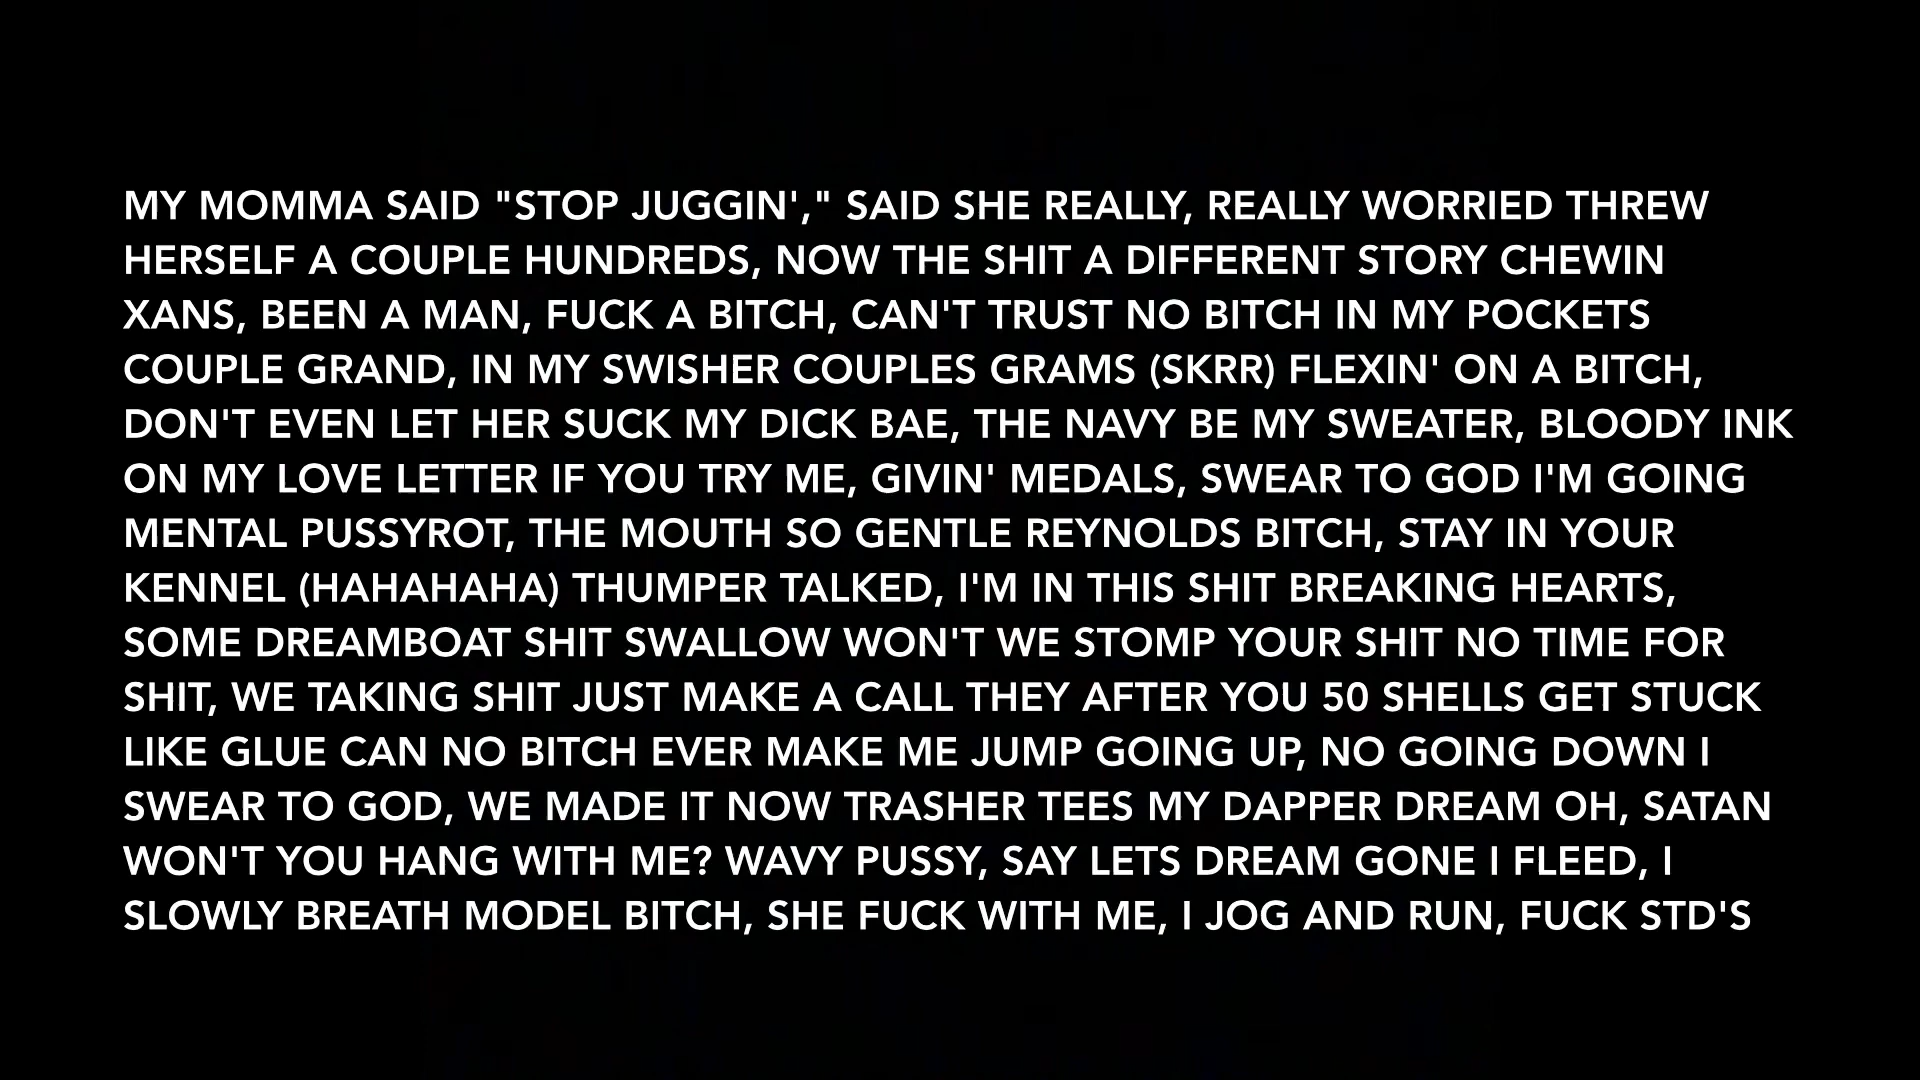 MY MOMMA SAID "STOP JUGGIN'," SAID SHE REALLY, REALLY WORRIED THREW
HERSELF A COUPLE HUNDREDS, NOW THE SHIT A DIFFERENT STORY CHEWIN
XANS, BEEN A MAN, FUCK A BITCH, CAN'T TRUST NO BITCH IN MY POCKETS
COUPLE GRAND, IN MY SWISHER COUPLES GRAMS (SKRR) FLEXIN' ON A BITCH,
DON'T EVEN LET HER SUCK MY DICK BAE, THE NAVY BE MY SWEATER, BLOODY INK
ON MY LOVE LETTER IF YOU TRY ME, GIVIN' MEDALS, SWEAR TO GOD I'M GOING
MENTAL PUSSYROT, THE MOUTH SO GENTLE REYNOLDS BITCH, STAY IN YOUR
KENNEL (HAHAHAHA) THUMPER TALKED, I'M IN THIS SHIT BREAKING HEARTS,
SOME DREAMBOAT SHIT SWALLOW WON'T WE STOMP YOUR SHIT NO TIME FOR
SHIT, WE TAKING SHIT JUST MAKE A CALL THEY AFTER YOU 50 SHELLS GET STUCK
LIKE GLUE CAN NO BITCH EVER MAKE ME JUMP GOING UP, NO GOING DOWN I
SWEAR TO GOD, WE MADE IT NOW TRASHER TEES MY DAPPER DREAM OH, SATAN
WON'T YOU HANG WITH ME? WAVY PUSSY, SAY LETS DREAM GONE I FLEED, I
SLOWLY BREATH MODEL BITCH, SHE FUCK WITH ME, I JOG AND RUN, FUCK STD'S